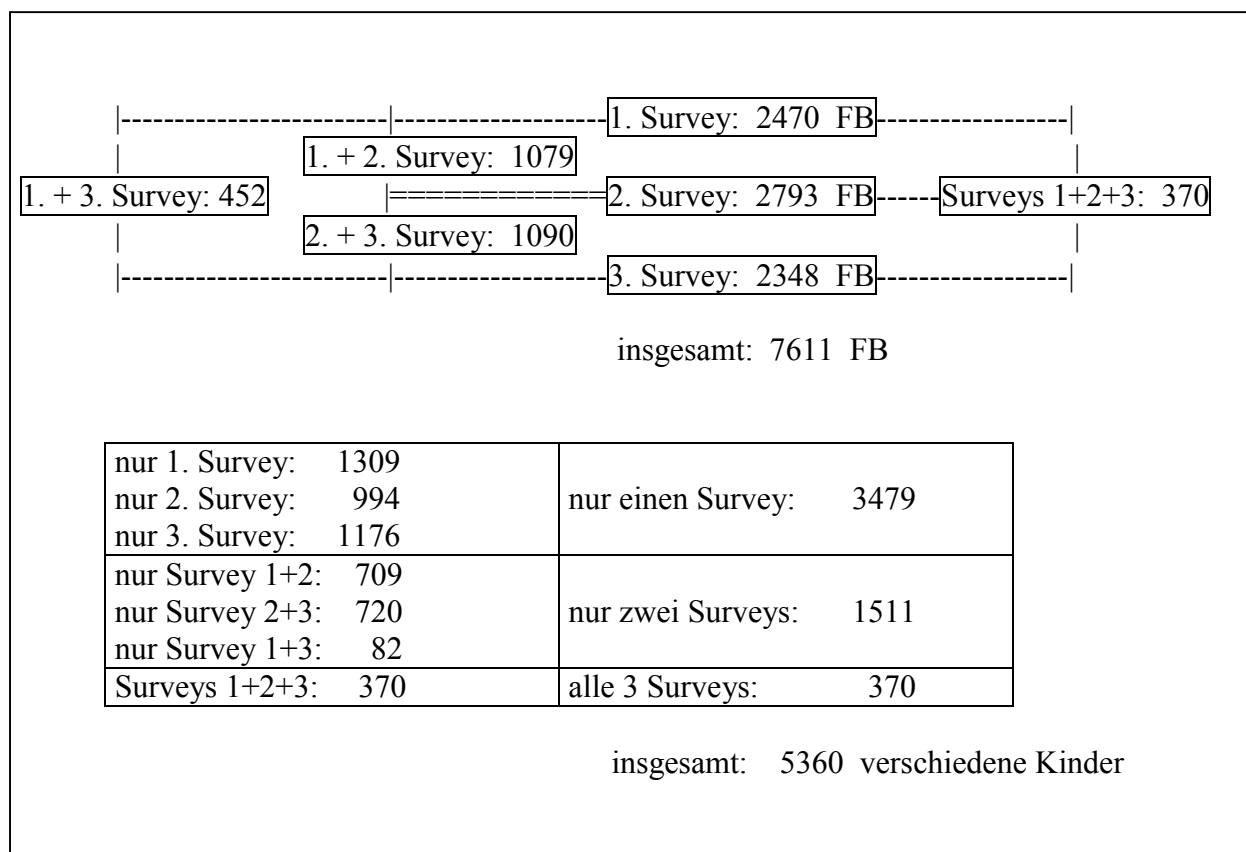 1. Survey: 2470 FB
1. + 2. Survey: 1079
1. + 3. Survey: 452
2. Survey: 2793 FB
Surveys 1+2+3: 370
2. + 3. Survey: 1090
3. Survey: 2348 FB
insgesamt: 7611 FB
nur 1. Survey: 1309
nur 2. Survey: 994
nur einen Survey: 3479
nur 3. Survey: 1176
nur Survey 1+2: 709
nur Survey 2+3: 720
nur zwei Surveys: 1511
nur Survey 1+3: 82
Surveys 1+2+3: 370
alle 3 Surveys: 370
insgesamt: 5360 verschiedene Kinder